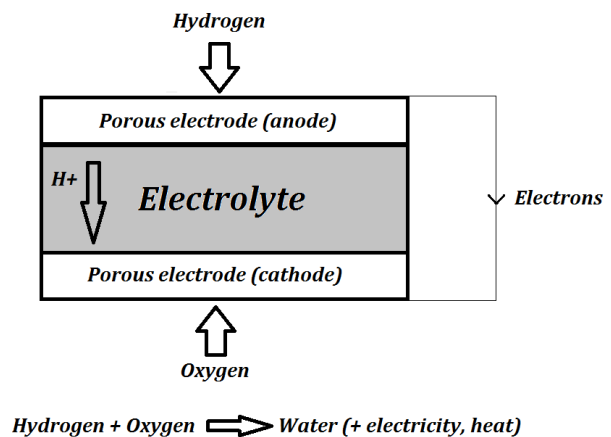 Hydrogen
Porous electrode (anode)
H+
Electrolyte
Electrons
Porous electrode (cathode)
Oxygen
Hydrogen + Oxygen Water (+ electricity, heat)